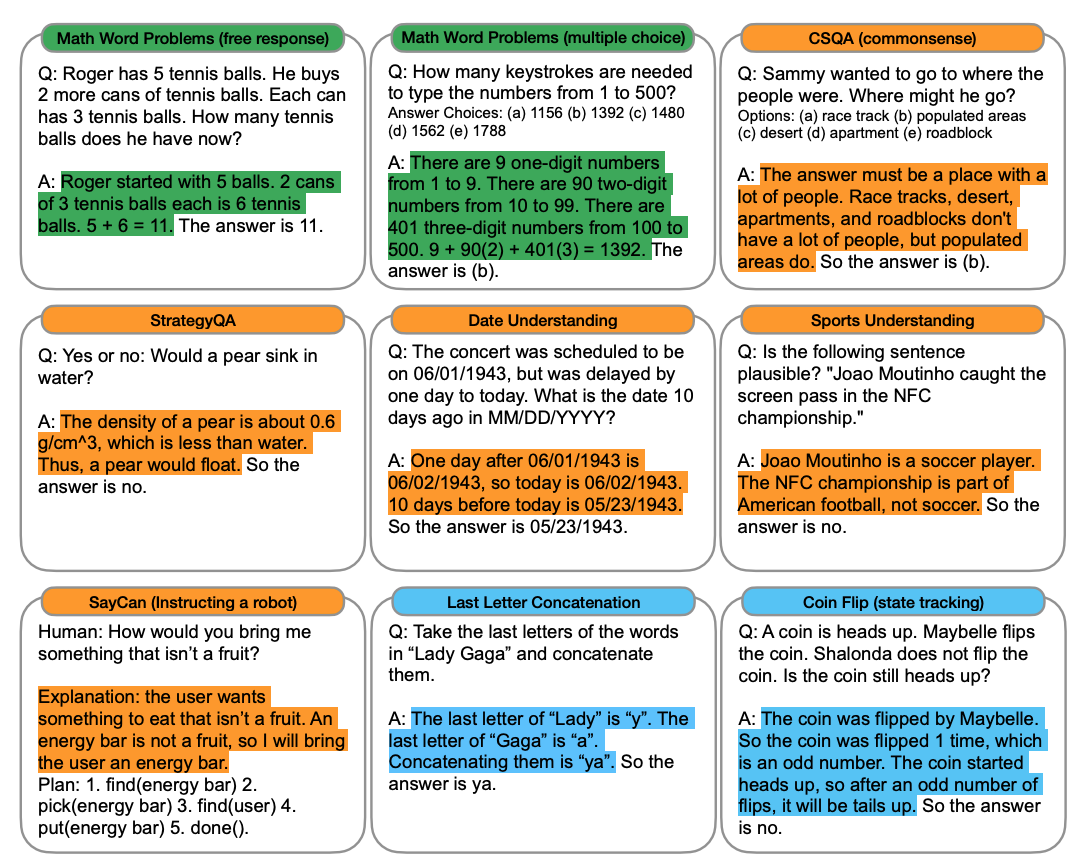 Math Word Problems (free response)
Q: Roger has 5 tennis balls. He buys
2 more cans of tennis balls. Each can
has 3 tennis balls. How many tennis
balls does he have now?
A: Roger started with 5 balls. 2 cans
of 3 tennis balls each is 6 tennis
balls. 5 + 6 = 11. The answer is 11.
Math Word Problems (multiple choice)
Q: How many keystrokes are needed
to type the numbers from 1 to 500?
Answer Choices: (a) 1156 (b) 1392 (c) 1480
(d) 1562 (e) 1788
A: There are 9 one-digit numbers
from 1 to 9. There are 90 two-digit
numbers from 10 to 99. There are
401 three-digit numbers from 100 to
500. 9 + 90(2) + 401(3) = 1392. The
answer is (b).
CSQA (commonsense)
Q: Sammy wanted to go to where the
people were. Where might he go?
Options: (a) race track (b) populated areas
(c) desert (d) apartment (e) roadblock
A: The answer must be a place with a
lot of people. Race tracks, desert,
apartments, and roadblocks don't
have a lot of people, but populated
areas do. So the answer is (b).
StrategyQA
Q: Yes or no: Would a pear sink in
water?
A: The density of a pear is about 0.6
g/cm^3, which is less than water.
Thus, a pear would float. So the
answer is no.
Date Understanding
Q: The concert was scheduled to be
on 06/01/1943, but was delayed by
one day to today. What is the date 10
days ago in MM/DD/YYYY?
A: One day after 06/01/1943 is
06/02/1943, so today is 06/02/1943.
10 days before today is 05/23/1943.
So the answer is 05/23/1943.
Sports Understanding
Q: Is the following sentence
plausible? "Joao Moutinho caught the
screen pass in the NFC
championship."
A: Joao Moutinho is a soccer player.
The NFC championship is part of
American football, not soccer. So the
answer is no.
SayCan (Instructing a robot)
Human: How would you bring me
something that isn’t a fruit?
Explanation: the user wants
something to eat that isn’t a fruit. An
energy bar is not a fruit, so I will bring
the user an energy bar.
Plan: 1. find(energy bar) 2.
pick(energy bar) 3. find(user) 4.
put(energy bar) 5. done().
Last Letter Concatenation
Q: Take the last letters of the words
in “Lady Gaga” and concatenate
them.
A: The last letter of “Lady” is “y”. The
last letter of “Gaga” is “a”.
Concatenating them is “ya”. So the
answer is ya.
Coin Flip (state tracking)
Q: A coin is heads up. Maybelle flips
the coin. Shalonda does not flip the
coin. Is the coin still heads up?
A: The coin was flipped by Maybelle.
So the coin was flipped 1 time, which
is an odd number. The coin started
heads up, so after an odd number of
flips, it will be tails up. So the answer
is no.